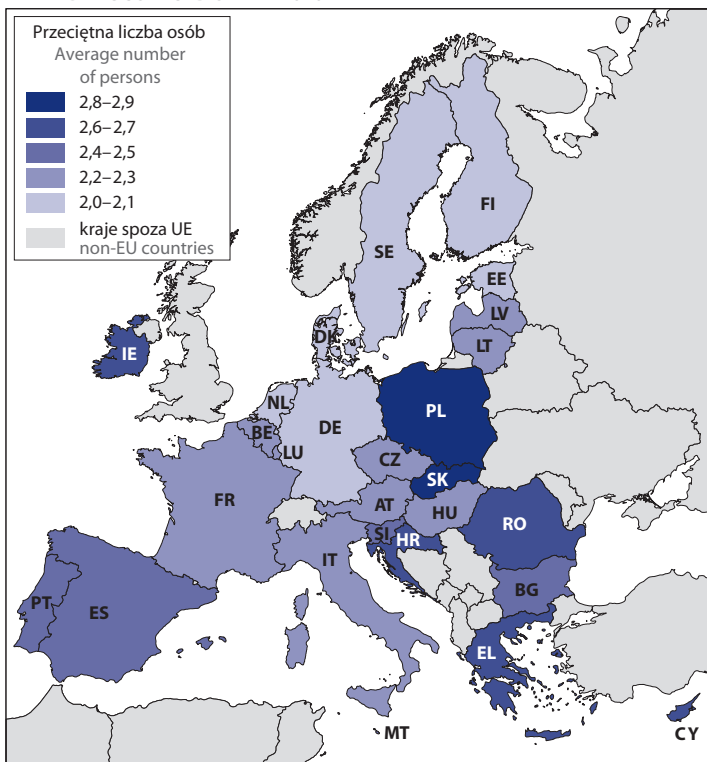 Przeciętna liczba osób
Average number
of persons
2,8–2,9
2,6–2,7
2,4–2,5
2,2–2,3
2,0–2,1
kraje spoza UE
non-EU countries
FI
SE
EE
LV
DK
LT
IE
NL
PL
BE
DE
LU
CZ
SK
FR
AT
HU
RO
SI
HR
IT
BG
PT
ES
EL
MT
CY